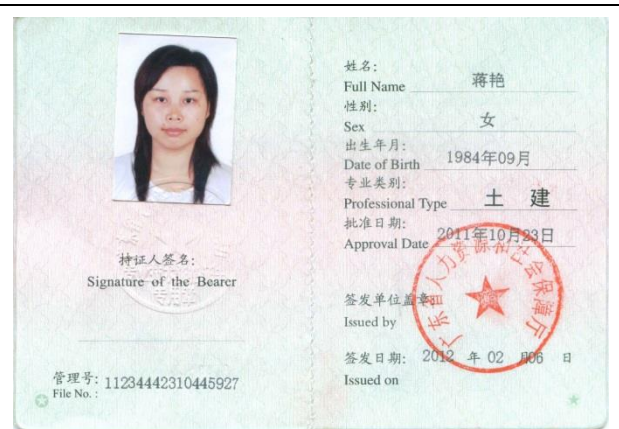 持证人签名:
Signature of the Bearer
管理号: 11234442310445927
File No. :
姓名:
Full Name 蒋艳
性别:
Sex 女
出生年月:
Date of Birth 1984年09月
专业类别:
Professional Type 土 建
批准日期:
Approval Date 2011年10月23日
广东省人力资源和社会保障厅
签发单位盖章
Issued by
签发日期: 2012 年 02 月06 日
Issued on